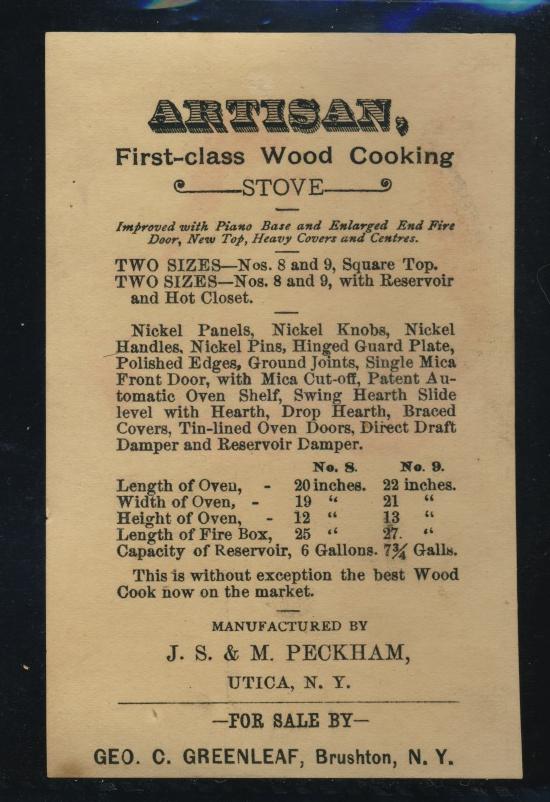 ARTISAN,
First-class Wood Cooking
STOVE
Improved with Piano Base and Enlarged End Fire
Door, New Top, Heavy Covers and Centres.
TWO SIZES—Nos. 8 and 9, Square Top.
TWO SIZES—Nos. 8 and 9, with Reservoir
and Hot Closet.
Nickel Panels, Nickel Knobs, Nickel
Handles, Nickel Pins, Hinged Guard Plate,
Polished Edges, Ground Joints, Single Mica
Front Door, with Mica Cut-off, Patent Au-
tomatic Oven Shelf, Swing Hearth Slide
level with Hearth, Drop Hearth, Braced
Covers, Tin-lined Oven Doors, Direct Draft
Damper and Reservoir Damper.
No. 8. No. 9.
Length of Oven, - 20 inches. 22 inches.
Width of Oven, - 19 “ 21 “
Height of Oven, - 12 “ 13 “
Length of Fire Box, 25 “ 27. “
Capacity of Reservoir, 6 Gallons. 7¾ Galls.
This is without exception the best Wood
Cook now on the market.
MANUFACTURED BY
J. S. & M. PECKHAM,
UTICA, N. Y.
—FOR SALE BY—
GEO. C. GREENLEAF, Brushton, N. Y.